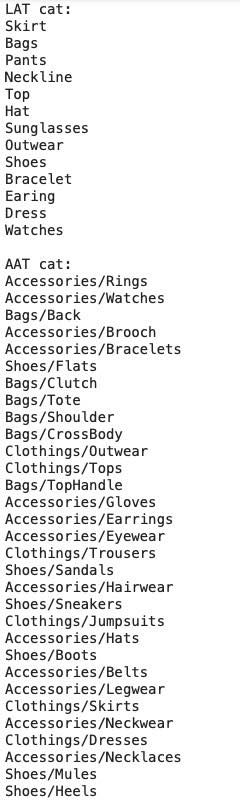 LAT cat:
Skirt
Bags
Pants
Neckline
Top
Hat
Sunglasses
Outwear
Shoes
Bracelet
Earing
Dress
Watches
AAT cat:
Accessories/Rings
Accessories/Watches
Bags/Back
Accessories/Brooch
Accessories/Bracelets
Shoes/Flats
Bags/Clutch
Bags/Tote
Bags/Shoulder
Bags/CrossBody
Clothings/Outwear
Clothings/Tops
Bags/TopHandle
Accessories/Gloves
Accessories/Earrings
Accessories/Eyewear
Clothings/Trousers
Shoes/Sandals
Accessories/Hairwear
Shoes/Sneakers
Clothings/Jumpsuits
Accessories/Hats
Shoes/Boots
Accessories/Belts
Accessories/Legwear
Clothings/Skirts
Accessories/Neckwear
Clothings/Dresses
Accessories/Necklaces
Shoes/Mules
Shoes/Heels